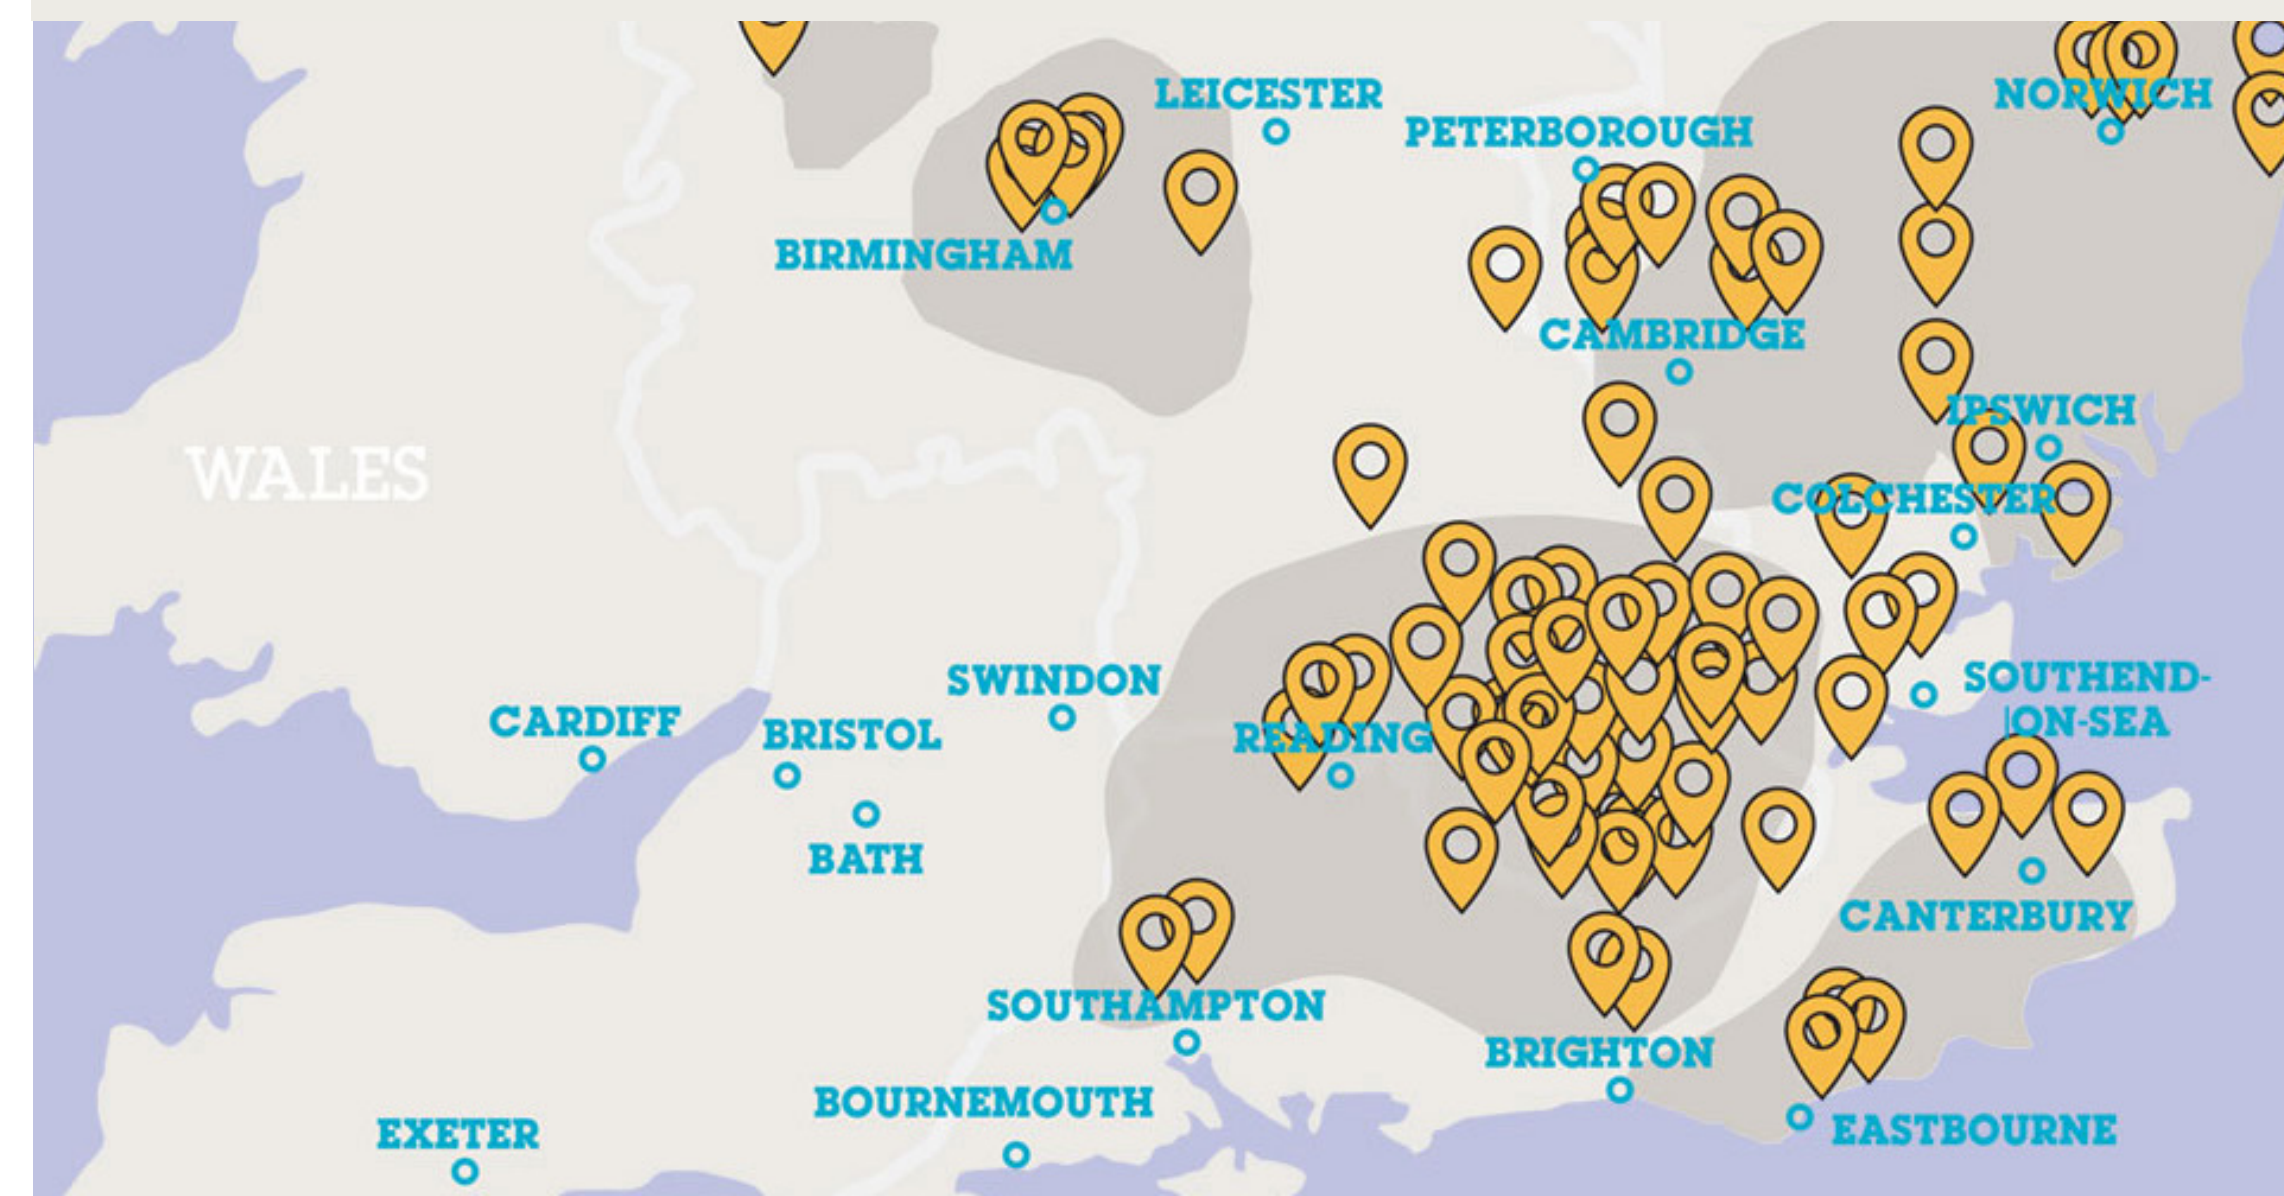 LEICESTER
NORWICH
PETERBOROUGH
BIRMINGHAM
CAMBRIDGE
IPSWICH
WALES
COLCHESTER
SWINDON
SOUTHEND-
ON-SEA
CARDIFF
BRISTOL
READING
BATH
CANTERBURY
SOUTHAMPTON
BRIGHTON
BOURNEMOUTH
EXETER
EASTBOURNE